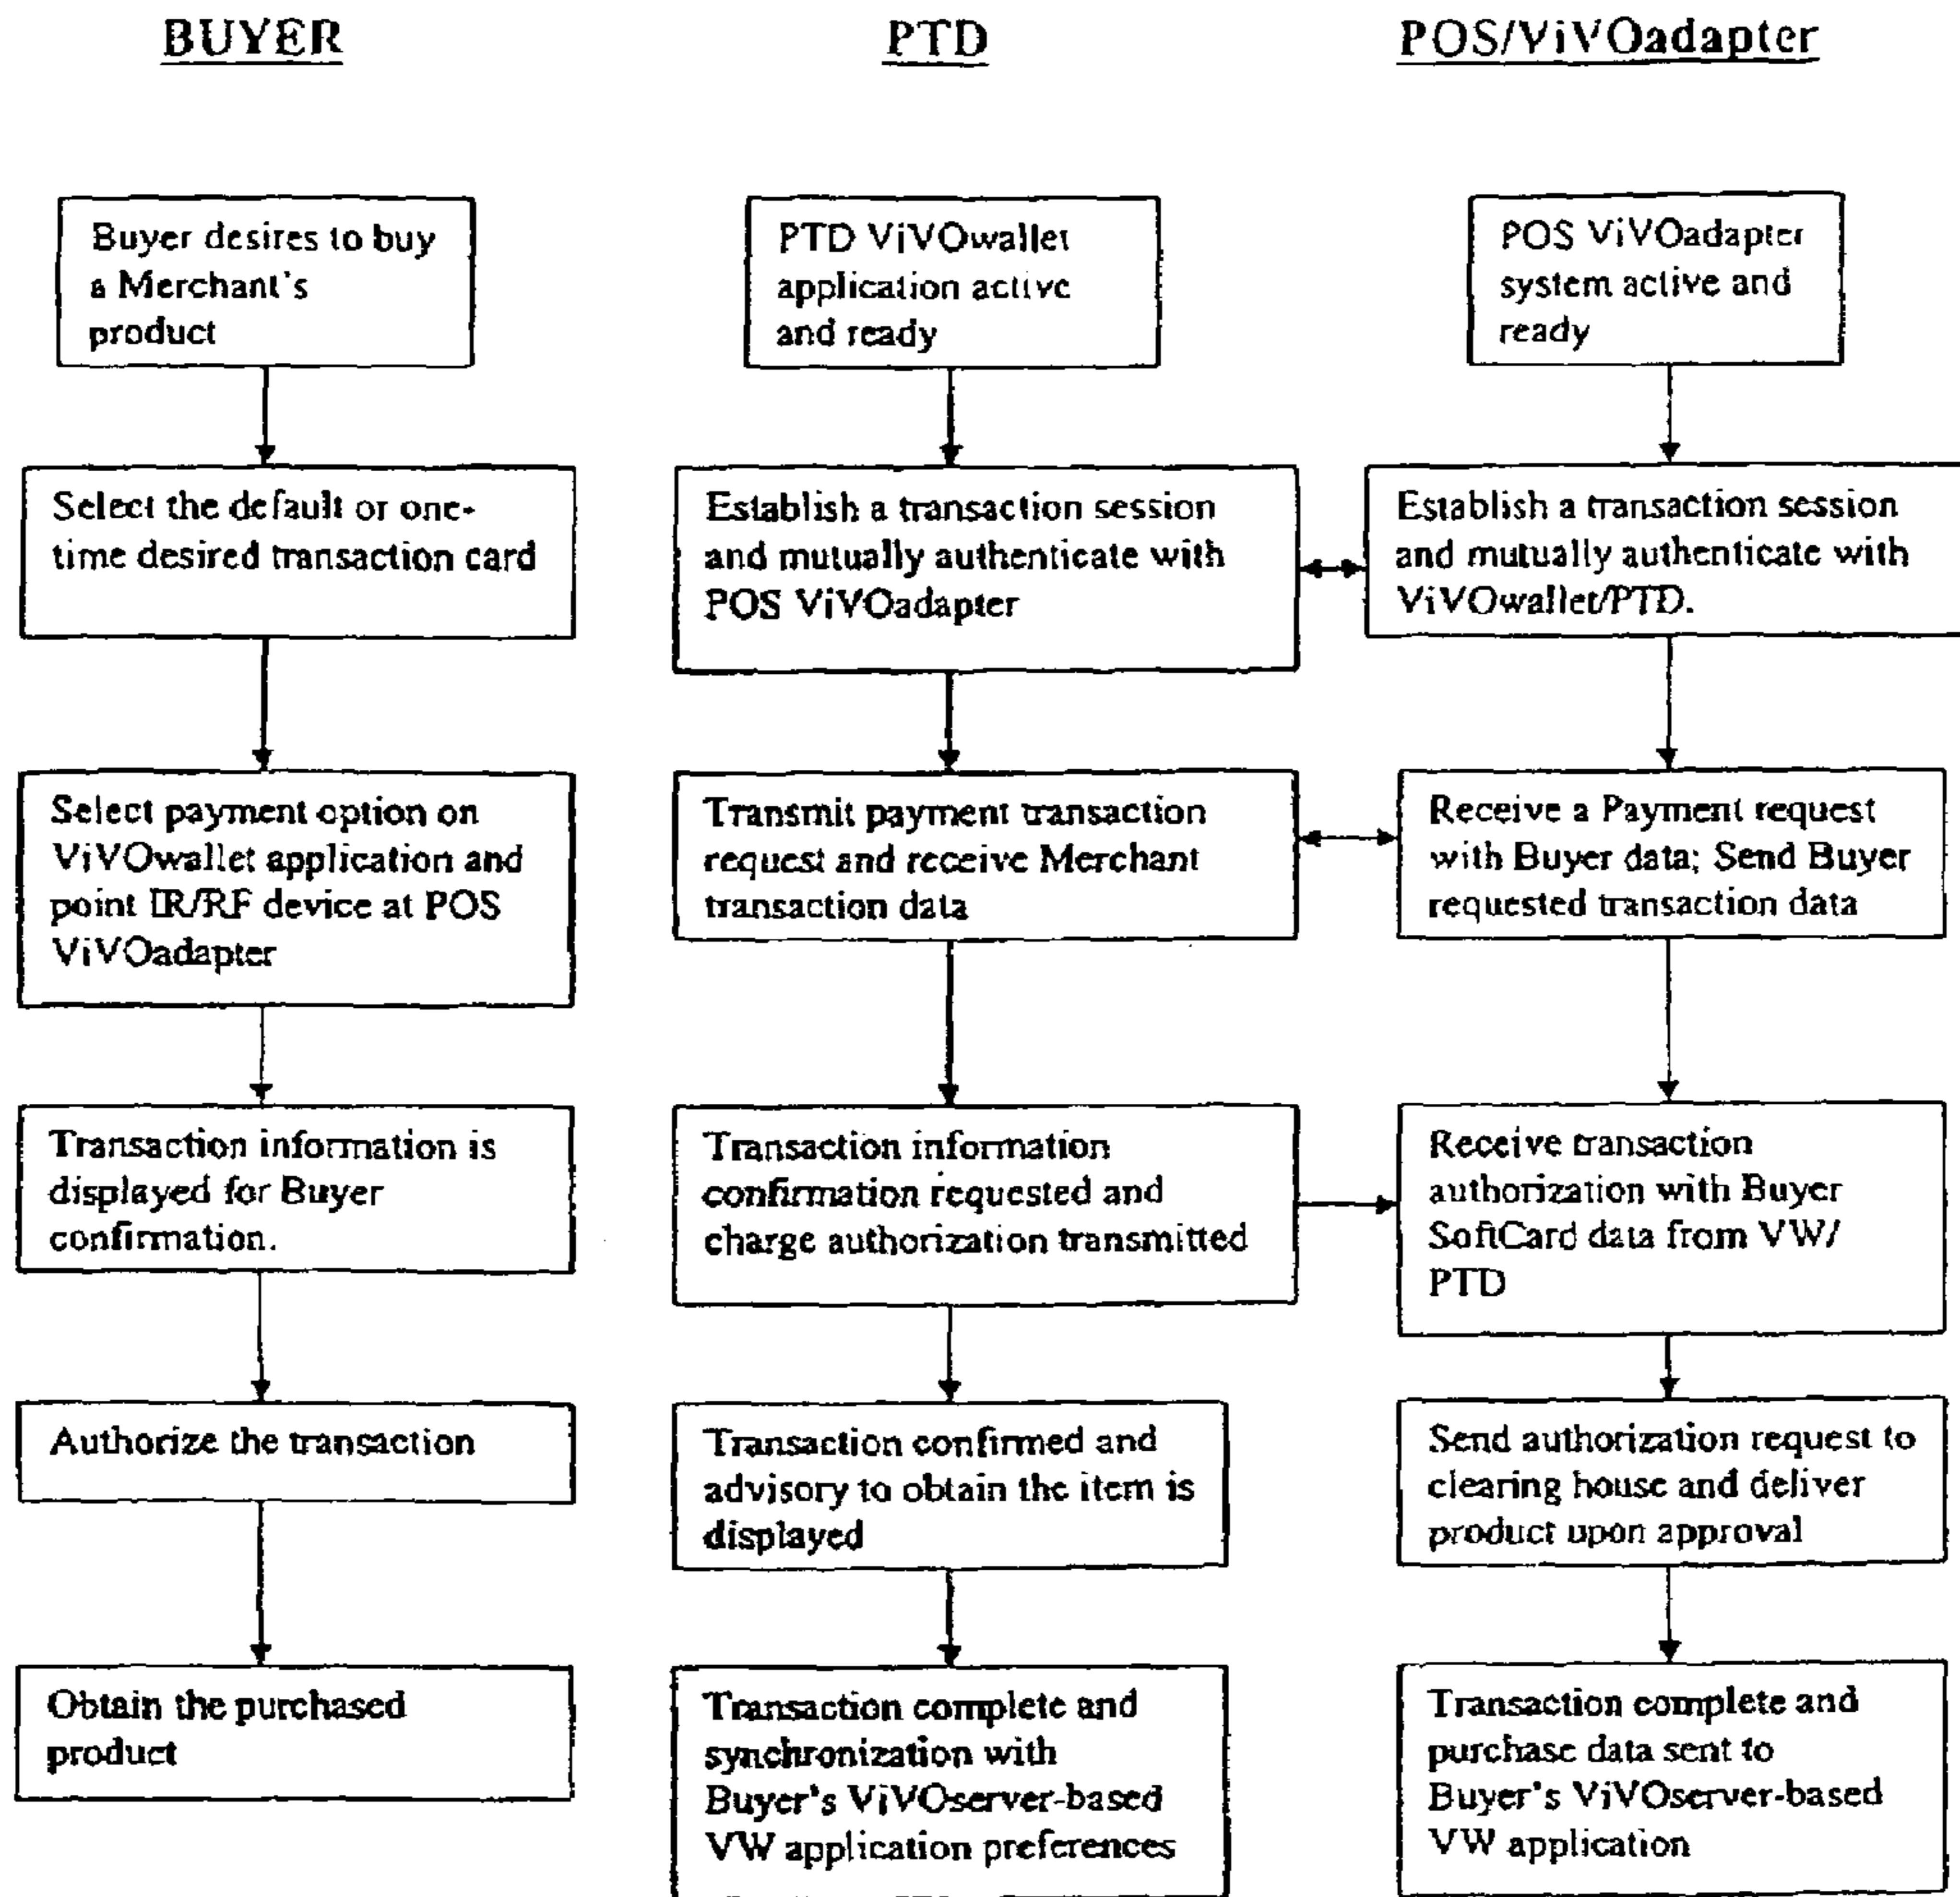 BUYER
PTD
POS/ViVOadapter
Buyer desires to buy
a Merchant's
product
PTD ViVOwallet
application active
and ready
POS ViVOadapter
system active and
ready
Select the default or one-
time desired transaction card
Establish a transaction session
and mutually authenticate with
POS ViVOadapter
Establish a transaction session
and mutually authenticate with
ViVOwallet/PTD.
Select payment option on
ViVOwallet application and
point IR/RF device at POS
ViVOadapter
Transmit payment transaction
request and receive Merchant
transaction data
Receive a Payment request
with Buyer data; Send Buyer
requested transaction data
Transaction information is
displayed for Buyer
confirmation.
Transaction information
confirmation requested and
charge authorization transmitted
Receive transaction
authorization with Buyer
SoftCard data from VW/
PTD
Authorize the transaction
Transaction confirmed and
advisory to obtain the item is
displayed
Send authorization request to
clearing house and deliver
product upon approval
Obtain the purchased
product
Transaction complete and
synchronization with
Buyer's ViVOserver-based
VW application preferences
Transaction complete and
purchase data sent to
Buyer's ViVOserver-based
VW application